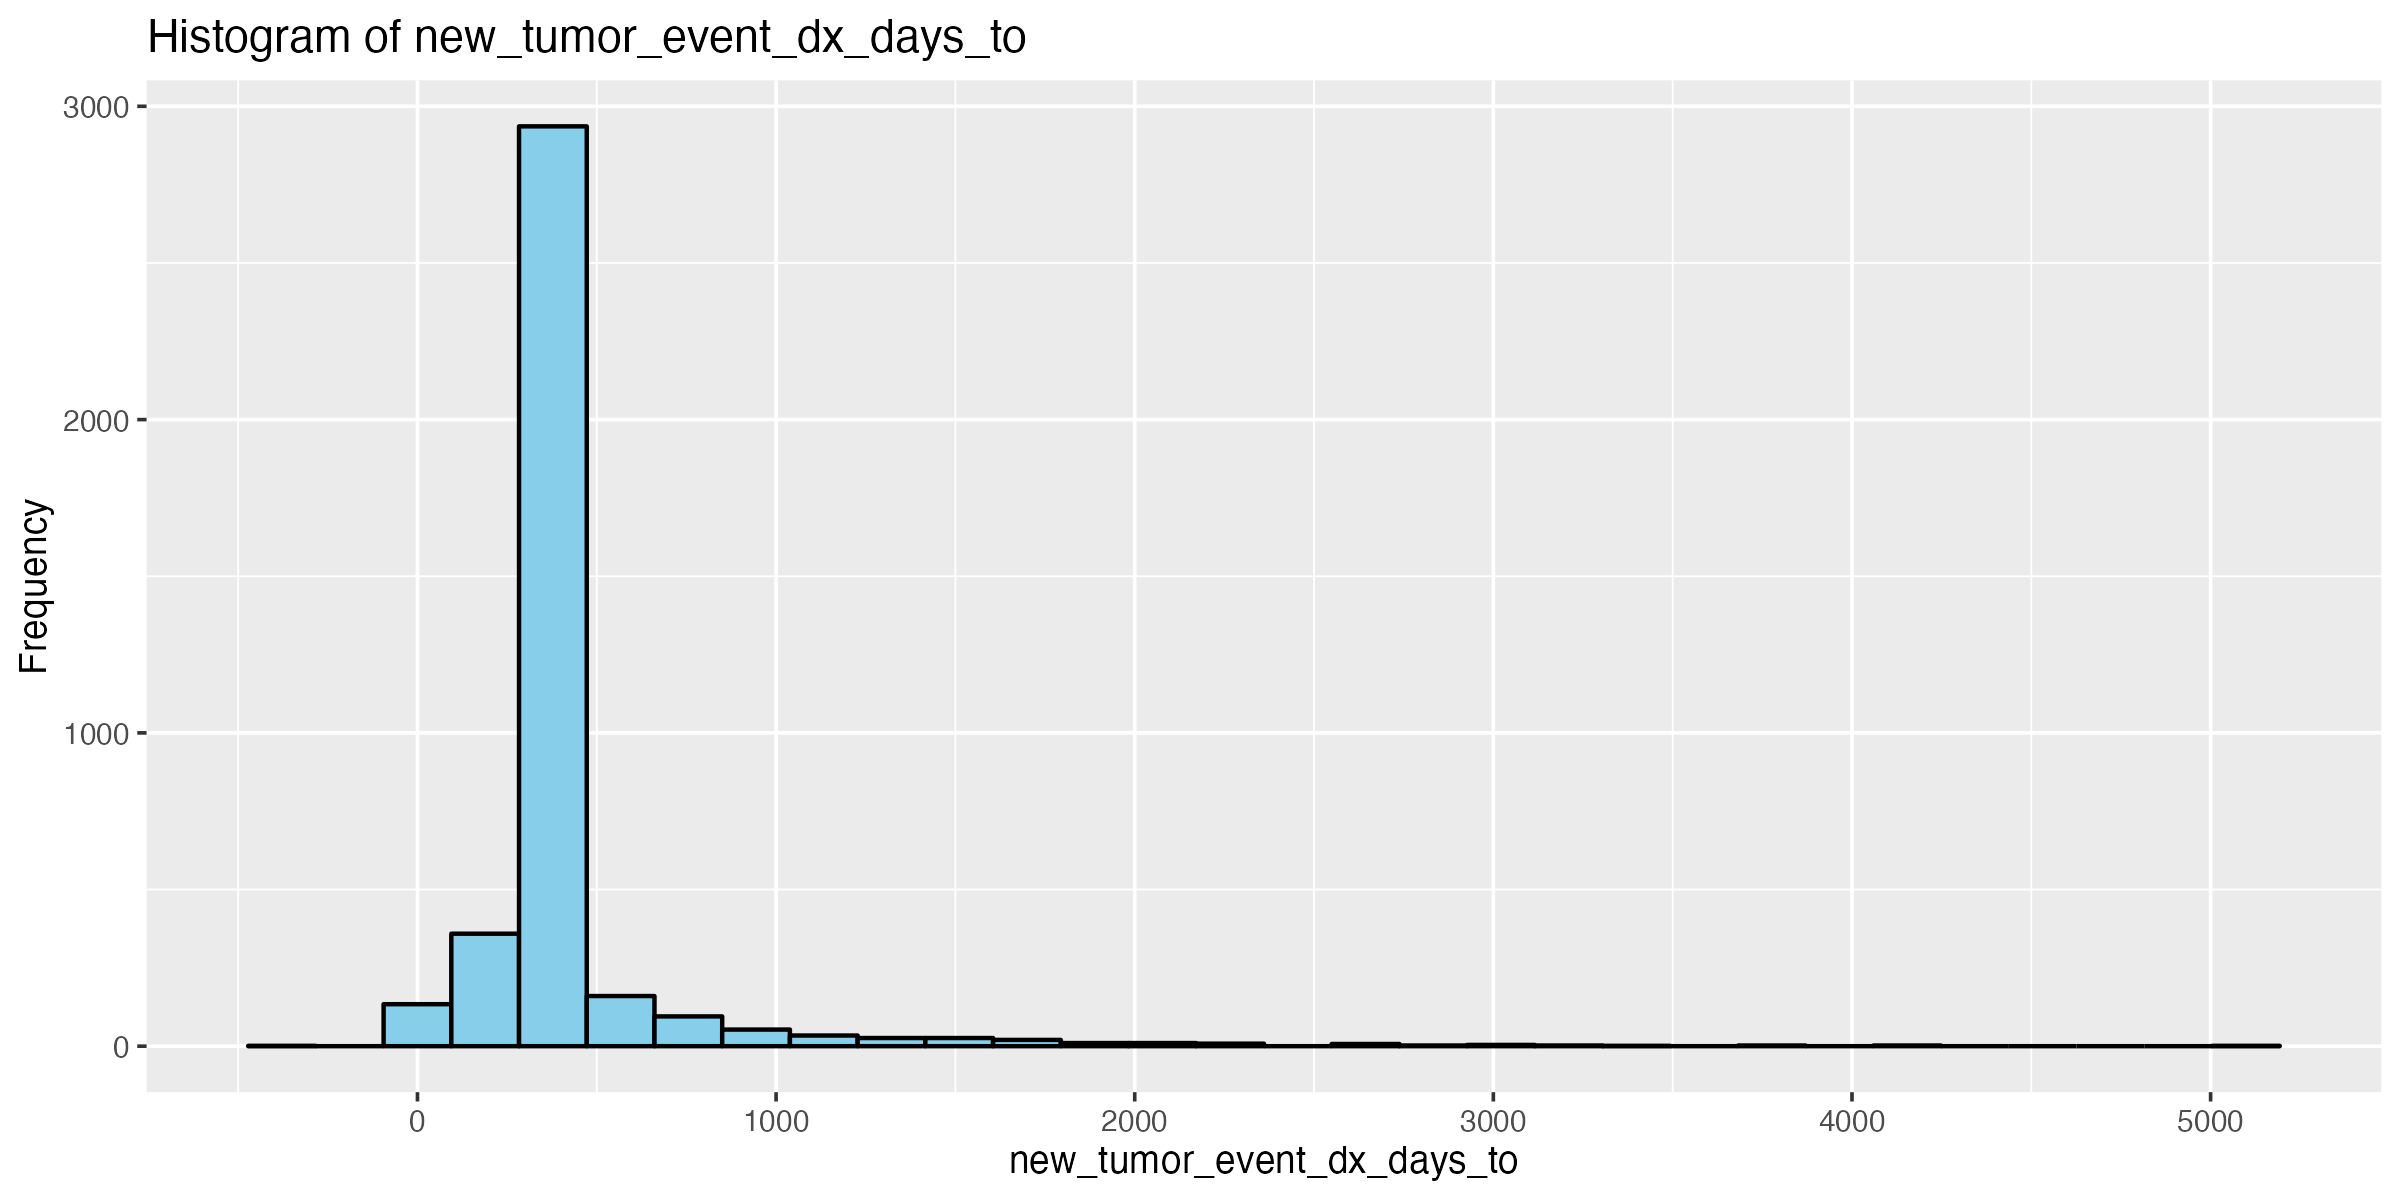 Histogram of new_tumor_event_dx_days_to
3000
2000
1000
0
Frequency
0 1000 2000 3000 4000 5000
new_tumor_event_dx_days_to